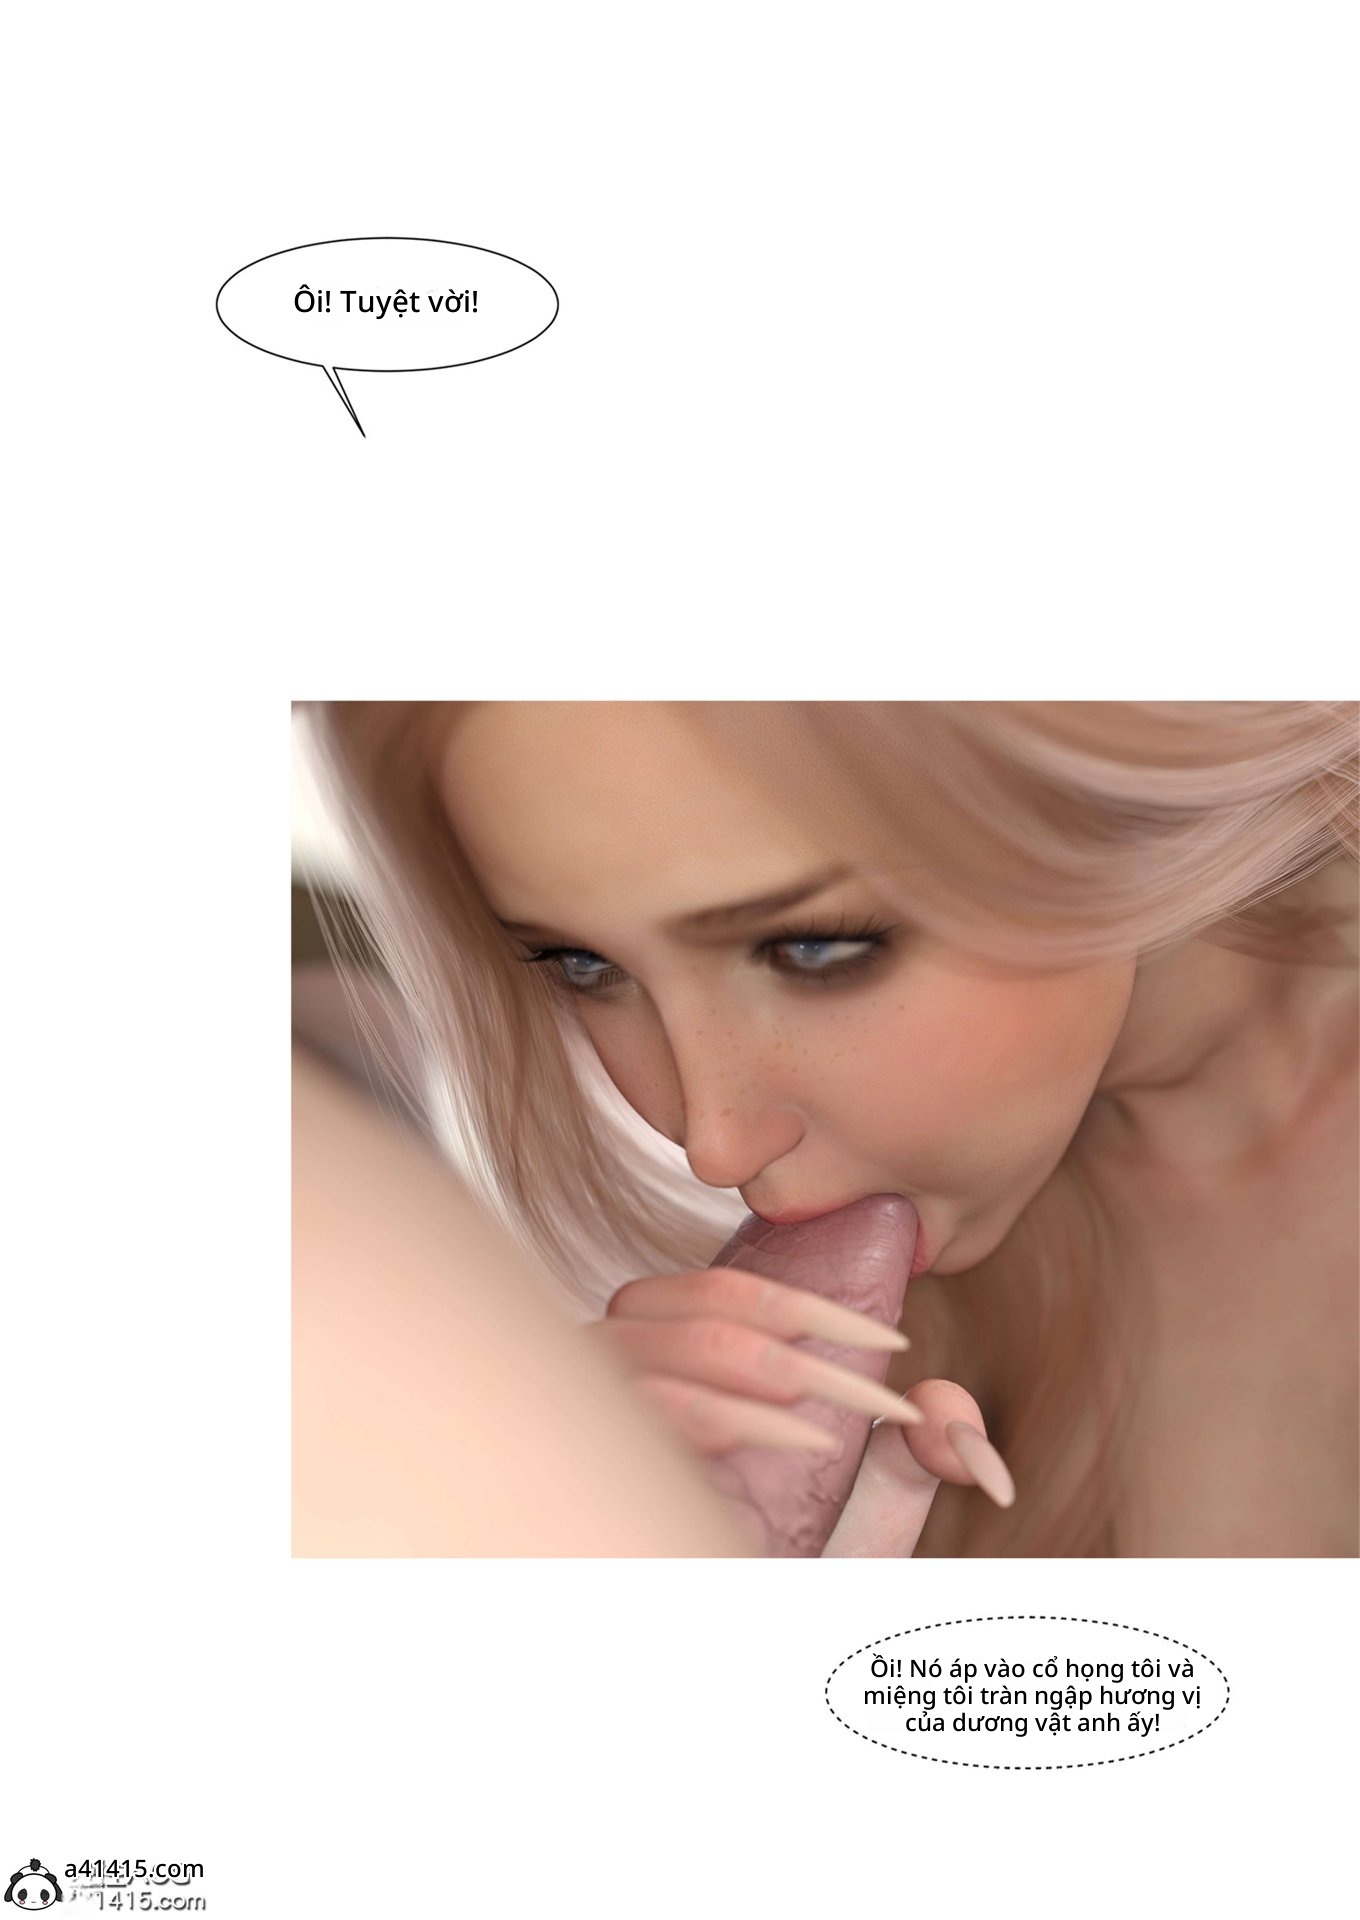 Ôi! Tuyệt vời!
Ồi! Nó áp vào cổ họng tôi và
miệng tôi tràn ngập hương vị
của dương vật anh ấy!
a41415.com
1415.com